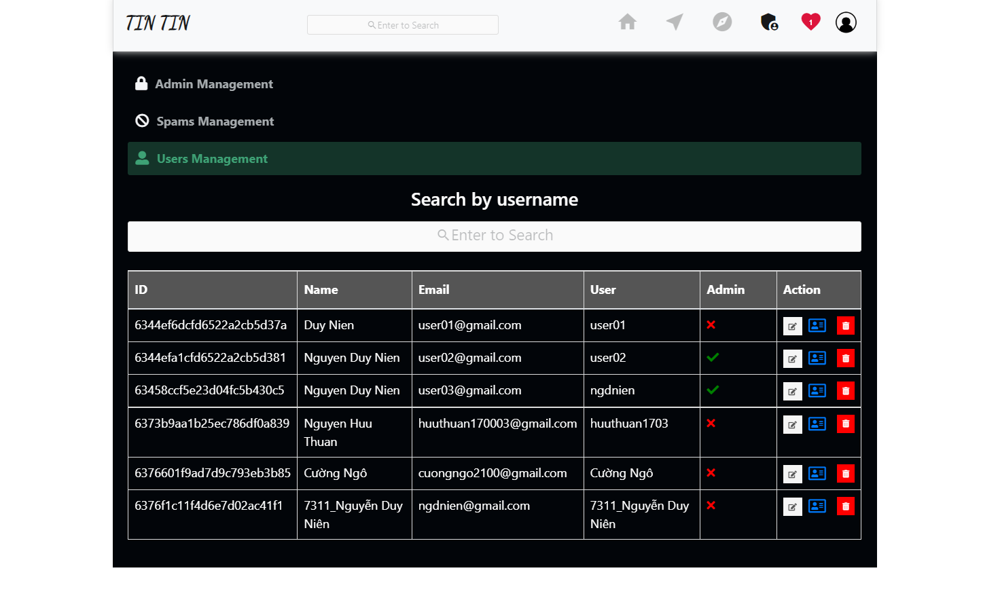 TIN TIN
Enter to Search
1
Admin Management
Spams Management
Users Management
Search by username
Enter to Search
ID Name Email User Admin Action
6344ef6dcfd6522a2cb5d37a Duy Nien user01@gmail.com user01
6344efa1cfd6522a2cb5d381 Nguyen Duy Nien user02@gmail.com user02
63458ccf5e23d04fc5b430c5 Nguyen Duy Nien user03@gmail.com ngdnien
6373b9aa1b25ec786df0a839 Nguyen Huu huuthuan170003@gmail.com huuthuan1703
Thuan
6376601f9ad7d9c793eb3b85 Cường Ngô cuongngo2100@gmail.com Cường Ngô
6376f1c11f4d6e7d02ac41f1 7311_Nguyễn Duy ngdnien@gmail.com 7311_Nguyễn Duy
Niên Niên